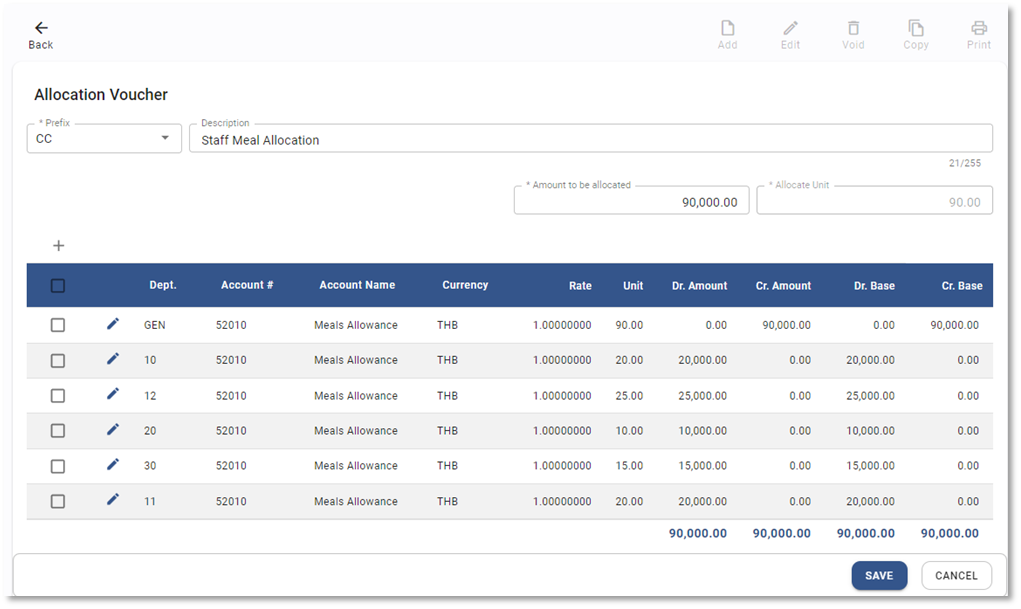 Back
Add Edit Void Copy Print
Allocation Voucher
* Prefix
CC
Description
Staff Meal Allocation
21/255
* Amount to be allocated
90,000.00
* Allocate Unit
90.00
Dept. Account # Account Name Currency Rate Unit Dr. Amount Cr. Amount Dr. Base Cr. Base
GEN 52010 Meals Allowance THB 1.00000000 90.00 0.00 90,000.00 0.00 90,000.00
10 52010 Meals Allowance THB 1.00000000 20.00 20,000.00 0.00 20,000.00 0.00
12 52010 Meals Allowance THB 1.00000000 25.00 25,000.00 0.00 25,000.00 0.00
20 52010 Meals Allowance THB 1.00000000 10.00 10,000.00 0.00 10,000.00 0.00
30 52010 Meals Allowance THB 1.00000000 15.00 15,000.00 0.00 15,000.00 0.00
11 52010 Meals Allowance THB 1.00000000 20.00 20,000.00 0.00 20,000.00 0.00
90,000.00 90,000.00 90,000.00 90,000.00
SAVE CANCEL